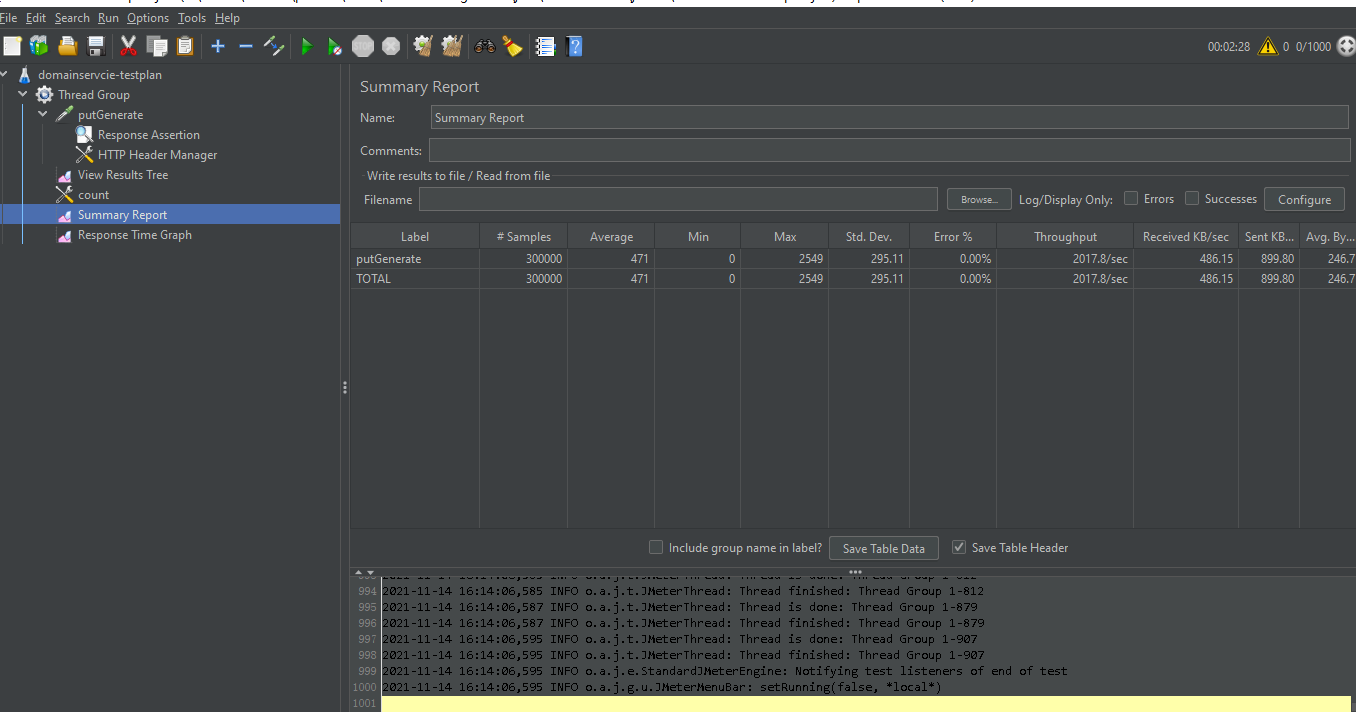 File Edit Search Run Options Tools Help
00:02:28 0 0/1000
domainservcie-testplan
Thread Group
putGenerate
Response Assertion
HTTP Header Manager
View Results Tree
count
Summary Report
Response Time Graph
Summary Report
Name: Summary Report
Comments:
Write results to file / Read from file
Filename Browse... Log/Display Only: Errors Successes Configure
Label # Samples Average Min Max Std. Dev. Error % Throughput Received KB/sec Sent KB... Avg. By...
putGenerate 300000 471 0 2549 295.11 0.00% 2017.8/sec 486.15 899.80 246.7
TOTAL 300000 471 0 2549 295.11 0.00% 2017.8/sec 486.15 899.80 246.7
Include group name in label? Save Table Data Save Table Header
994 2021-11-14 16:14:06,585 INFO o.a.j.t.JMeterThread: Thread finished: Thread Group 1-812
995 2021-11-14 16:14:06,587 INFO o.a.j.t.JMeterThread: Thread is done: Thread Group 1-879
996 2021-11-14 16:14:06,587 INFO o.a.j.t.JMeterThread: Thread finished: Thread Group 1-879
997 2021-11-14 16:14:06,595 INFO o.a.j.t.JMeterThread: Thread is done: Thread Group 1-907
998 2021-11-14 16:14:06,595 INFO o.a.j.t.JMeterThread: Thread finished: Thread Group 1-907
999 2021-11-14 16:14:06,595 INFO o.a.j.e.StandardJMeterEngine: Notifying test listeners of end of test
1000 2021-11-14 16:14:06,595 INFO o.a.j.g.u.JMeterMenuBar: setRunning(false, *local*)
1001